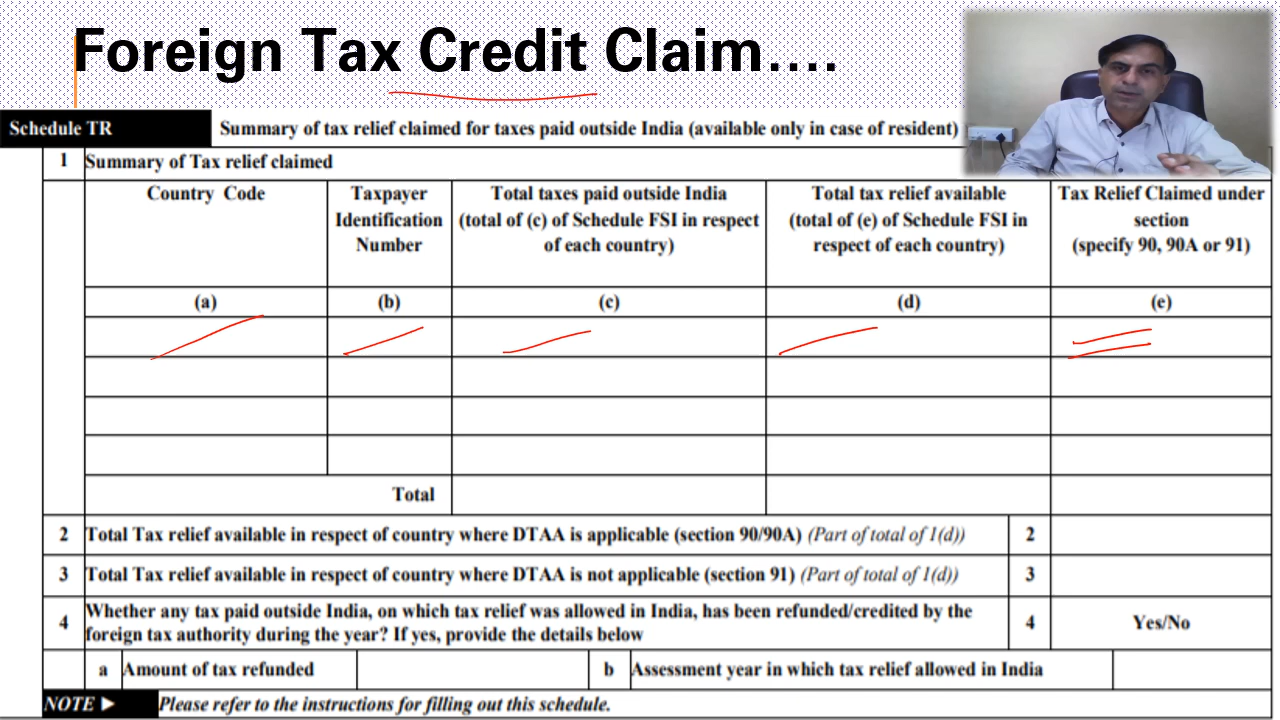 Foreign Tax Credit Claim....
Schedule TR
Summary of tax relief claimed for taxes paid outside India (available only in case of resident)
1 Summary of Tax relief claimed
Country Code
Taxpayer
Identification
Number
Total taxes paid outside India
(total of (c) of Schedule FSI in respect
of each country)
Total tax relief available
(total of (e) of Schedule FSI in
respect of each country)
Tax Relief Claimed under
section
(specify 90, 90A or 91)
(a) (b) (c) (d) (e)
Total
2 Total Tax relief available in respect of country where DTAA is applicable (section 90/90A) (Part of total of 1(d)) 2
3 Total Tax relief available in respect of country where DTAA is not applicable (section 91) (Part of total of 1(d)) 3
4 Whether any tax paid outside India, on which tax relief was allowed in India, has been refunded/credited by the
foreign tax authority during the year? If yes, provide the details below 4 Yes/No
a Amount of tax refunded b Assessment year in which tax relief allowed in India
NOTE ► Please refer to the instructions for filling out this schedule.